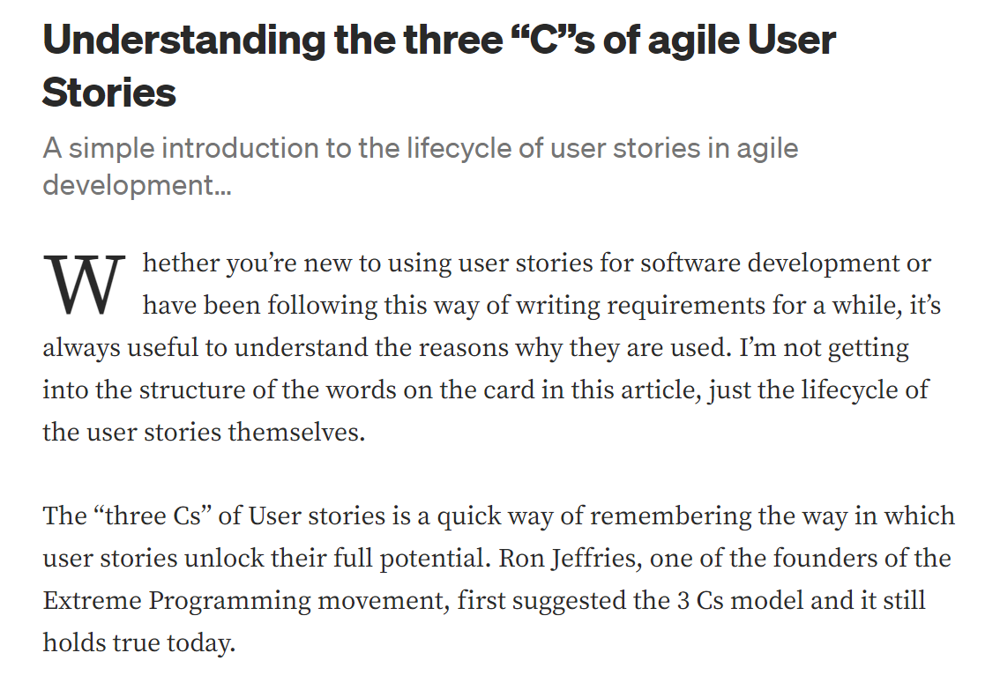 Understanding the three “C”s of agile User
Stories
A simple introduction to the lifecycle of user stories in agile
development...
Whether you’re new to using user stories for software development or
have been following this way of writing requirements for a while, it’s
always useful to understand the reasons why they are used. I’m not getting
into the structure of the words on the card in this article, just the lifecycle of
the user stories themselves.
The “three Cs” of User stories is a quick way of remembering the way in which
user stories unlock their full potential. Ron Jeffries, one of the founders of the
Extreme Programming movement, first suggested the 3 Cs model and it still
holds true today.